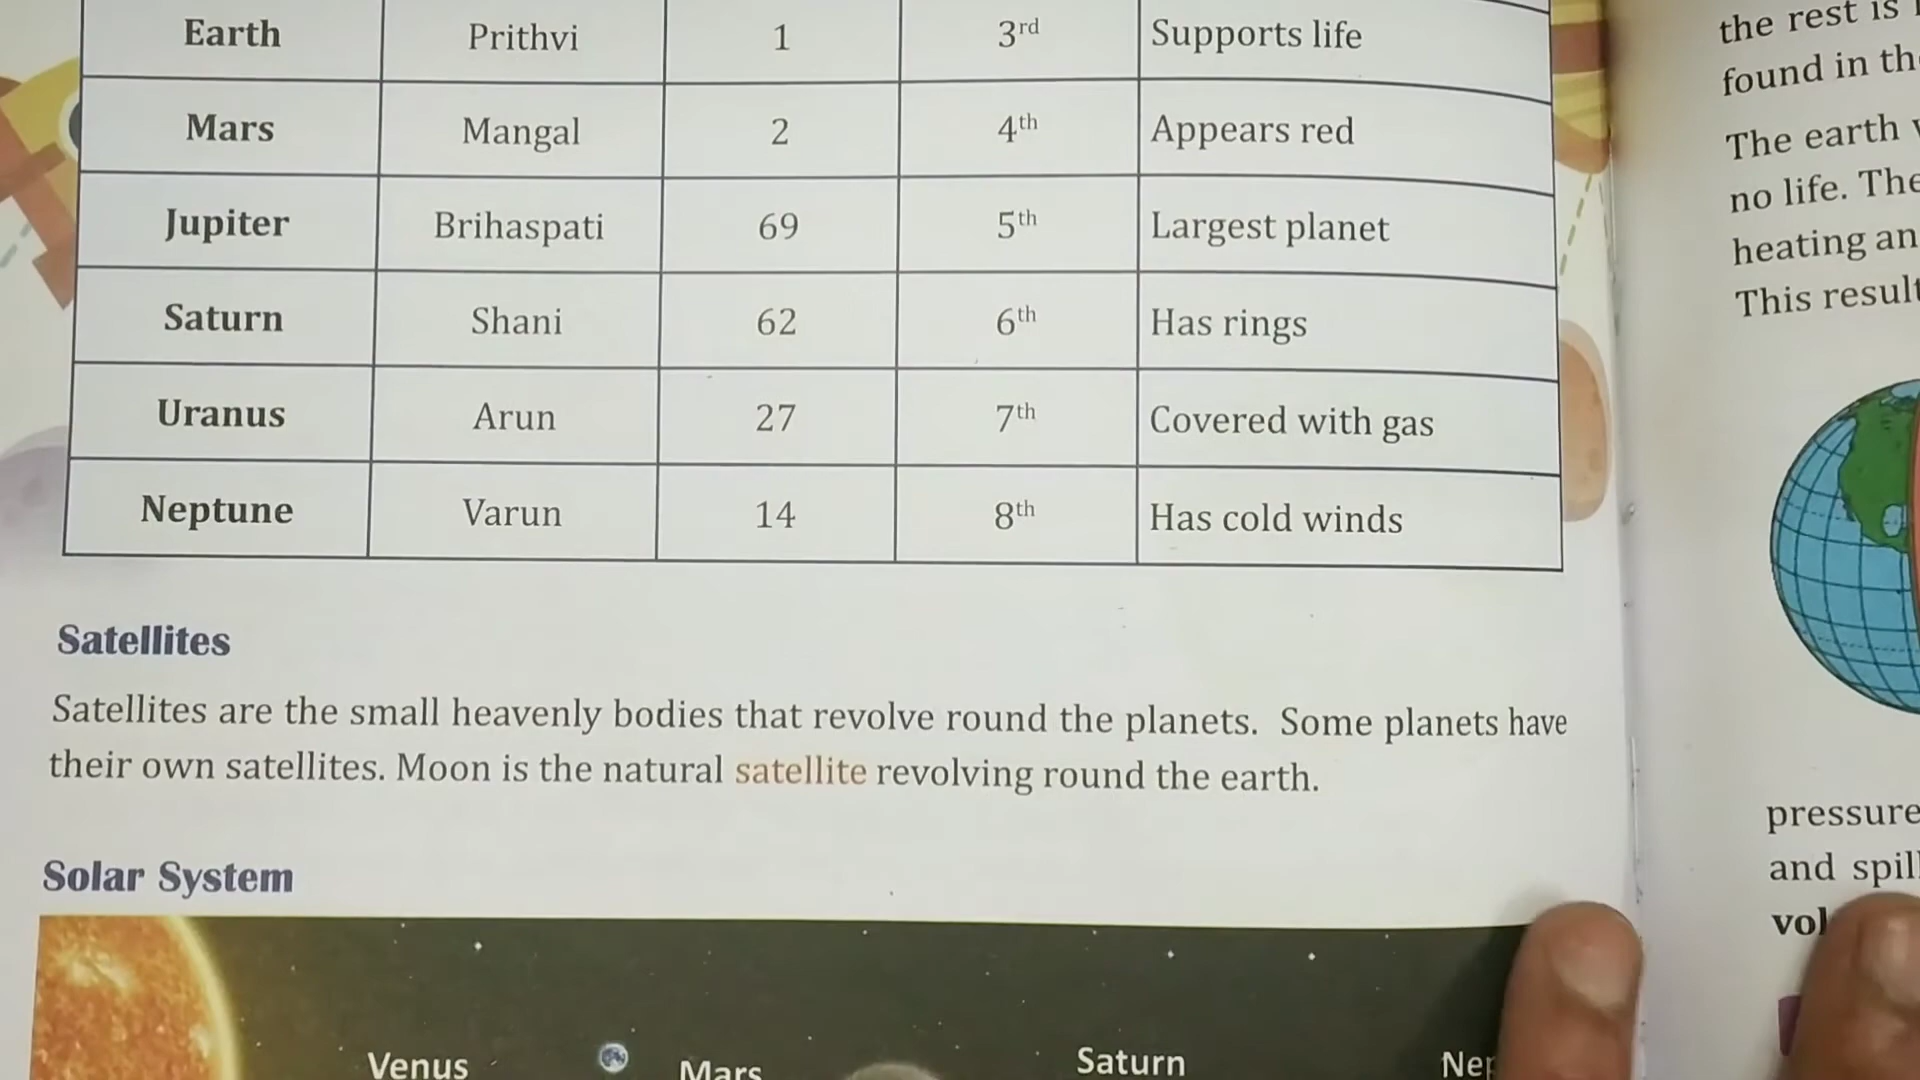 Earth Prithvi 1 3rd Supports life
Mars Mangal 2 4th Appears red
Jupiter Brihaspati 69 5th Largest planet
Saturn Shani 62 6th Has rings
Uranus Arun 27 7th Covered with gas
Neptune Varun 14 8th Has cold winds
Satellites
Satellites are the small heavenly bodies that revolve round the planets. Some planets have
their own satellites. Moon is the natural satellite revolving round the earth.
Solar System
Venus Mars Saturn
the rest is
found in
The earth
no life.
heating
This
pressure
and